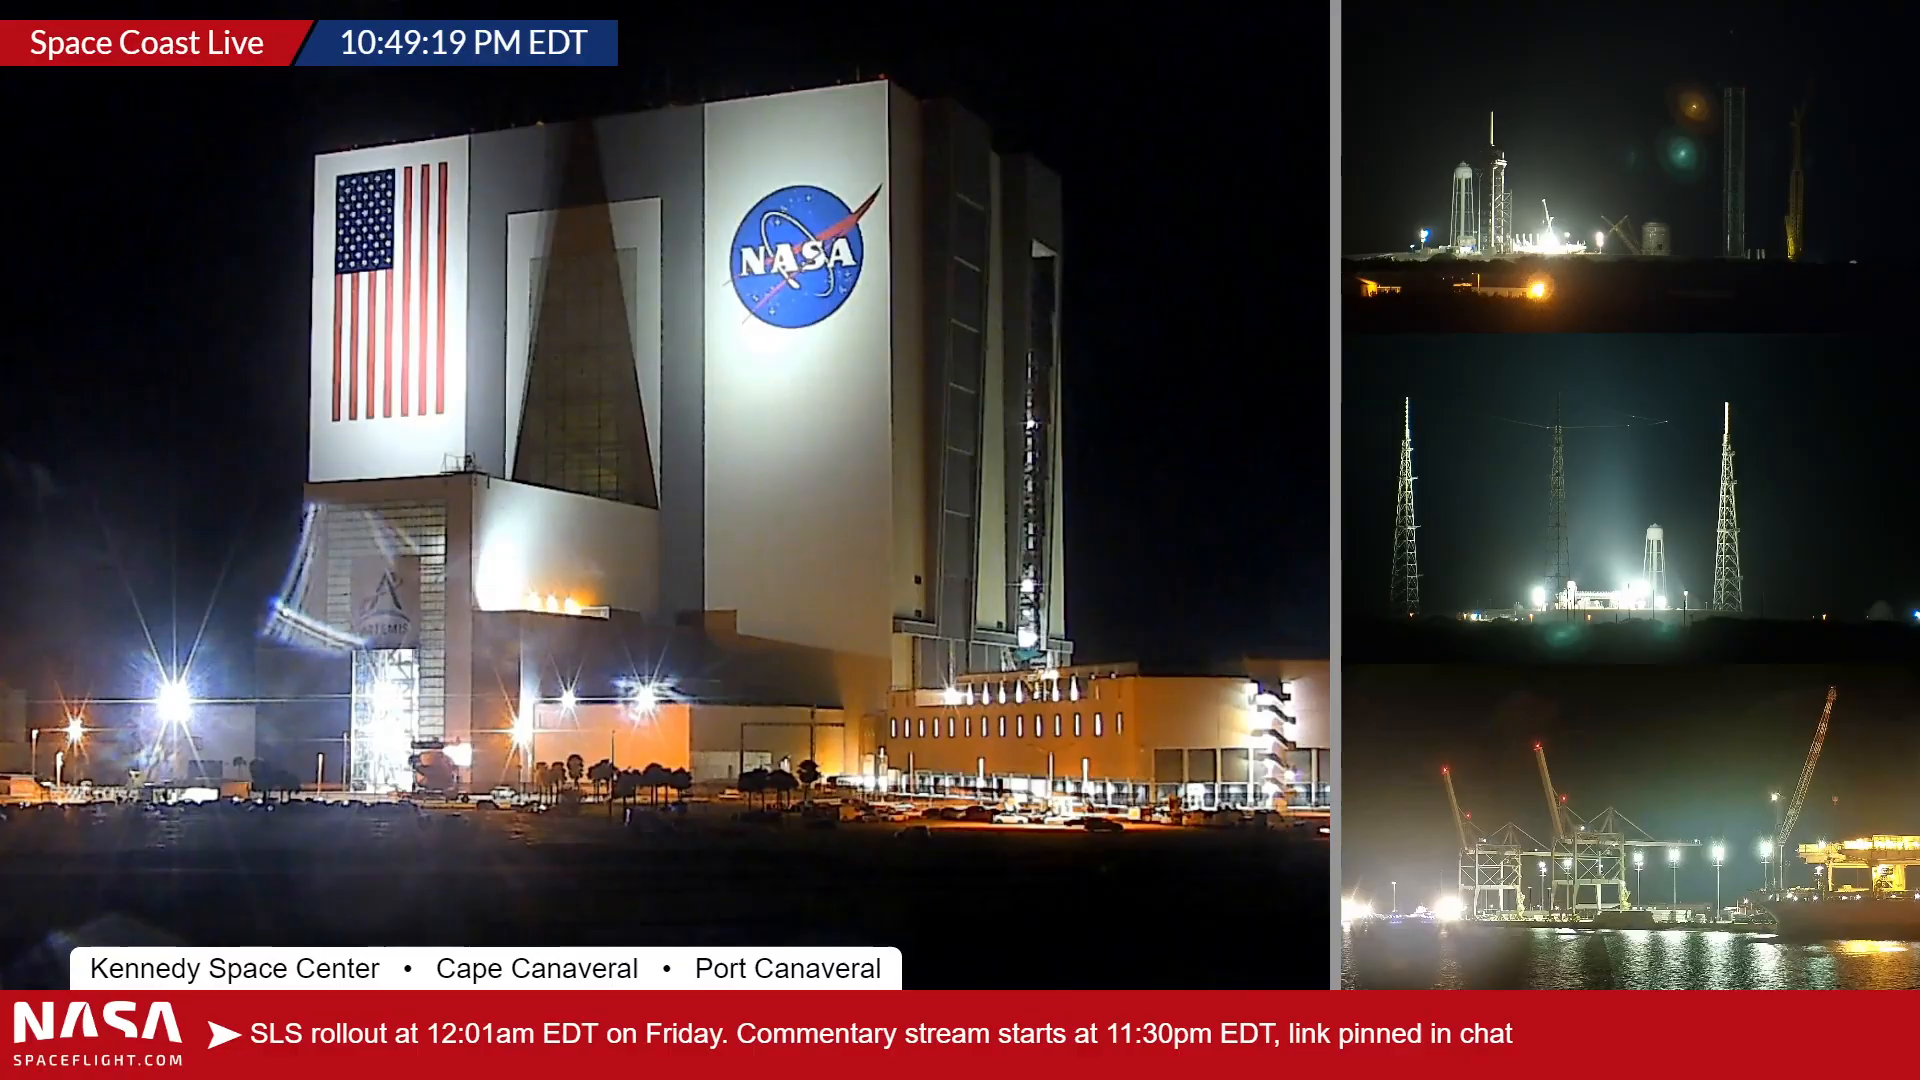 Space Coast Live
10:49:19 PM EDT
NASA
ARTEMIS
Kennedy Space Center • Cape Canaveral • Port Canaveral
NASA
SPACEFLIGHT.COM
SLS rollout at 12:01am EDT on Friday. Commentary stream starts at 11:30pm EDT, link pinned in chat